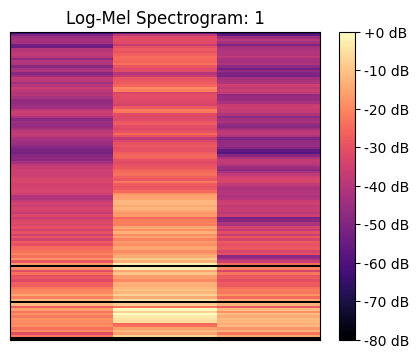 Log-Mel Spectrogram: 1
+0 dB
-10 dB
-20 dB
-30 dB
-40 dB
-50 dB
-60 dB
-70 dB
-80 dB